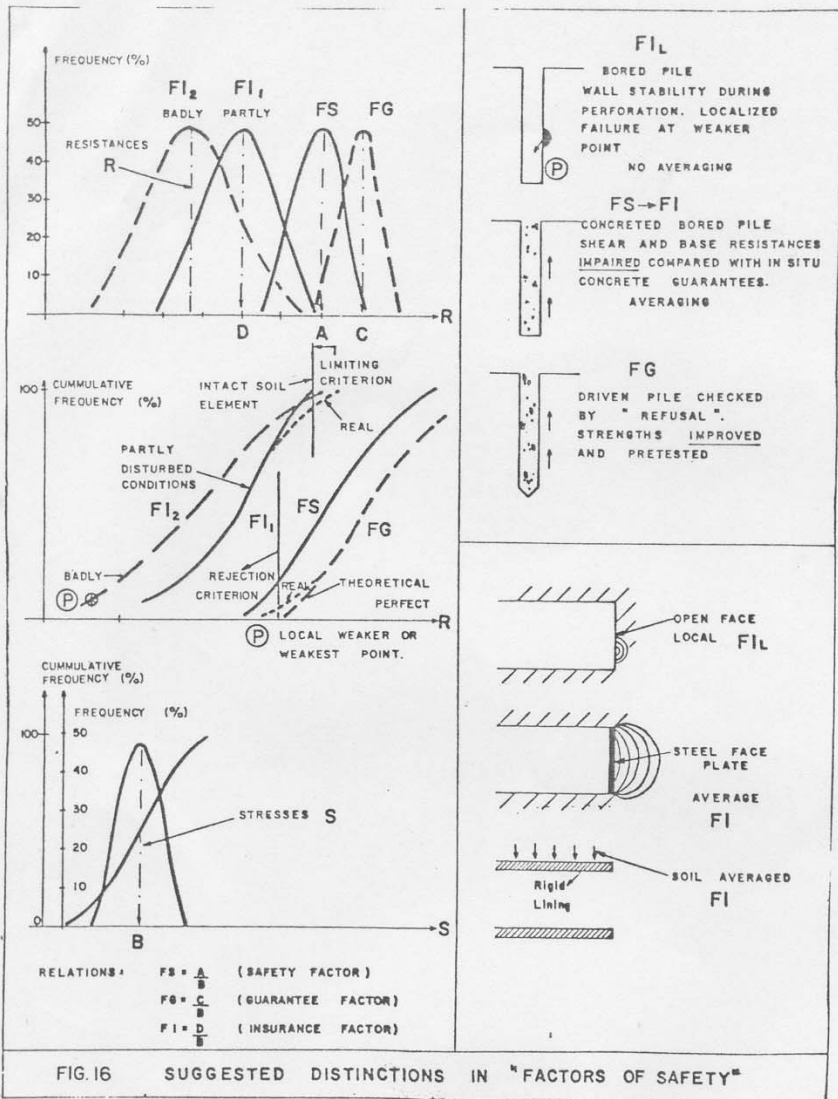 FREQUENCY (%)
FI₂
BADLY
FI₁
PARTLY
FS
FG
50
40
30
20
10
RESISTANCES
R
D
A
C
R
CUMMULATIVE
FREQUENCY (%)
100
INTACT SOIL
ELEMENT
LIMITING
CRITERION
REAL
PARTLY
DISTURBED
CONDITIONS
FI₂
FI₁
FS
FG
BADLY
P
REJECTION
CRITERION
REAL
THEORETICAL
PERFECT
R
P LOCAL WEAKER OR
WEAKEST POINT.
CUMMULATIVE
FREQUENCY (%)
FREQUENCY (%)
100
0
50
40
30
20
10
STRESSES S
B
S
RELATIONS:
FS = A/B (SAFETY FACTOR)
FG = C/B (GUARANTEE FACTOR)
FI = D/B (INSURANCE FACTOR)
FI L
BORED PILE
WALL STABILITY DURING
PERFORATION. LOCALIZED
FAILURE AT WEAKER
POINT
P
NO AVERAGING
FS→FI
CONCRETED BORED PILE
SHEAR AND BASE RESISTANCES
IMPAIRED COMPARED WITH IN SITU
CONCRETE GUARANTEES.
AVERAGING
FG
DRIVEN PILE CHECKED
BY "REFUSAL".
STRENGTHS IMPROVED
AND PRETESTED
OPEN FACE
LOCAL FI L
STEEL FACE
PLATE
AVERAGE
FI
SOIL AVERAGED
FI
Rigid
Lining
FIG.16 SUGGESTED DISTINCTIONS IN "FACTORS OF SAFETY"